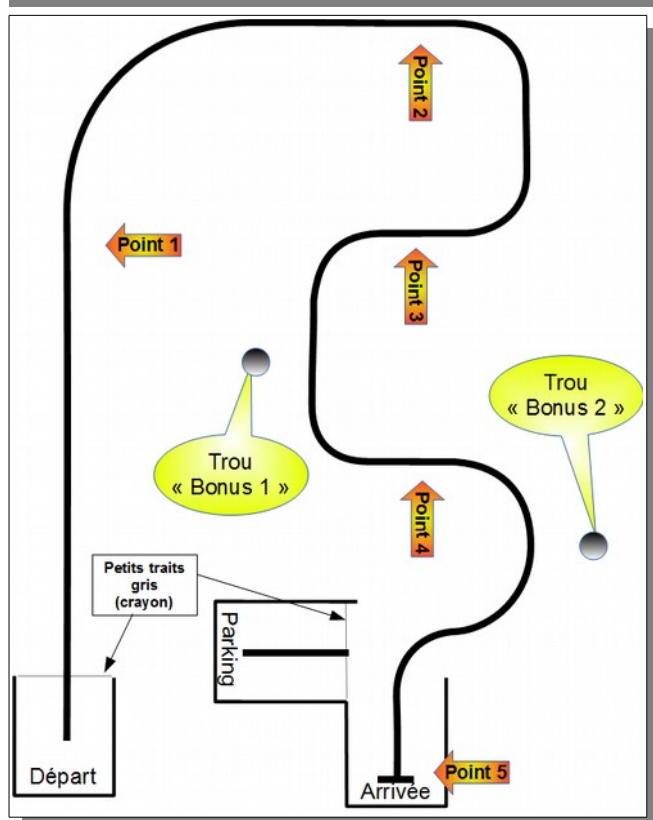 Point 2
Point 1
Point 3
Trou
« Bonus 2 »
Trou
« Bonus 1 »
Point 4
Petits traits
gris
(crayon)
Parking
Départ
Point 5
Arrivée